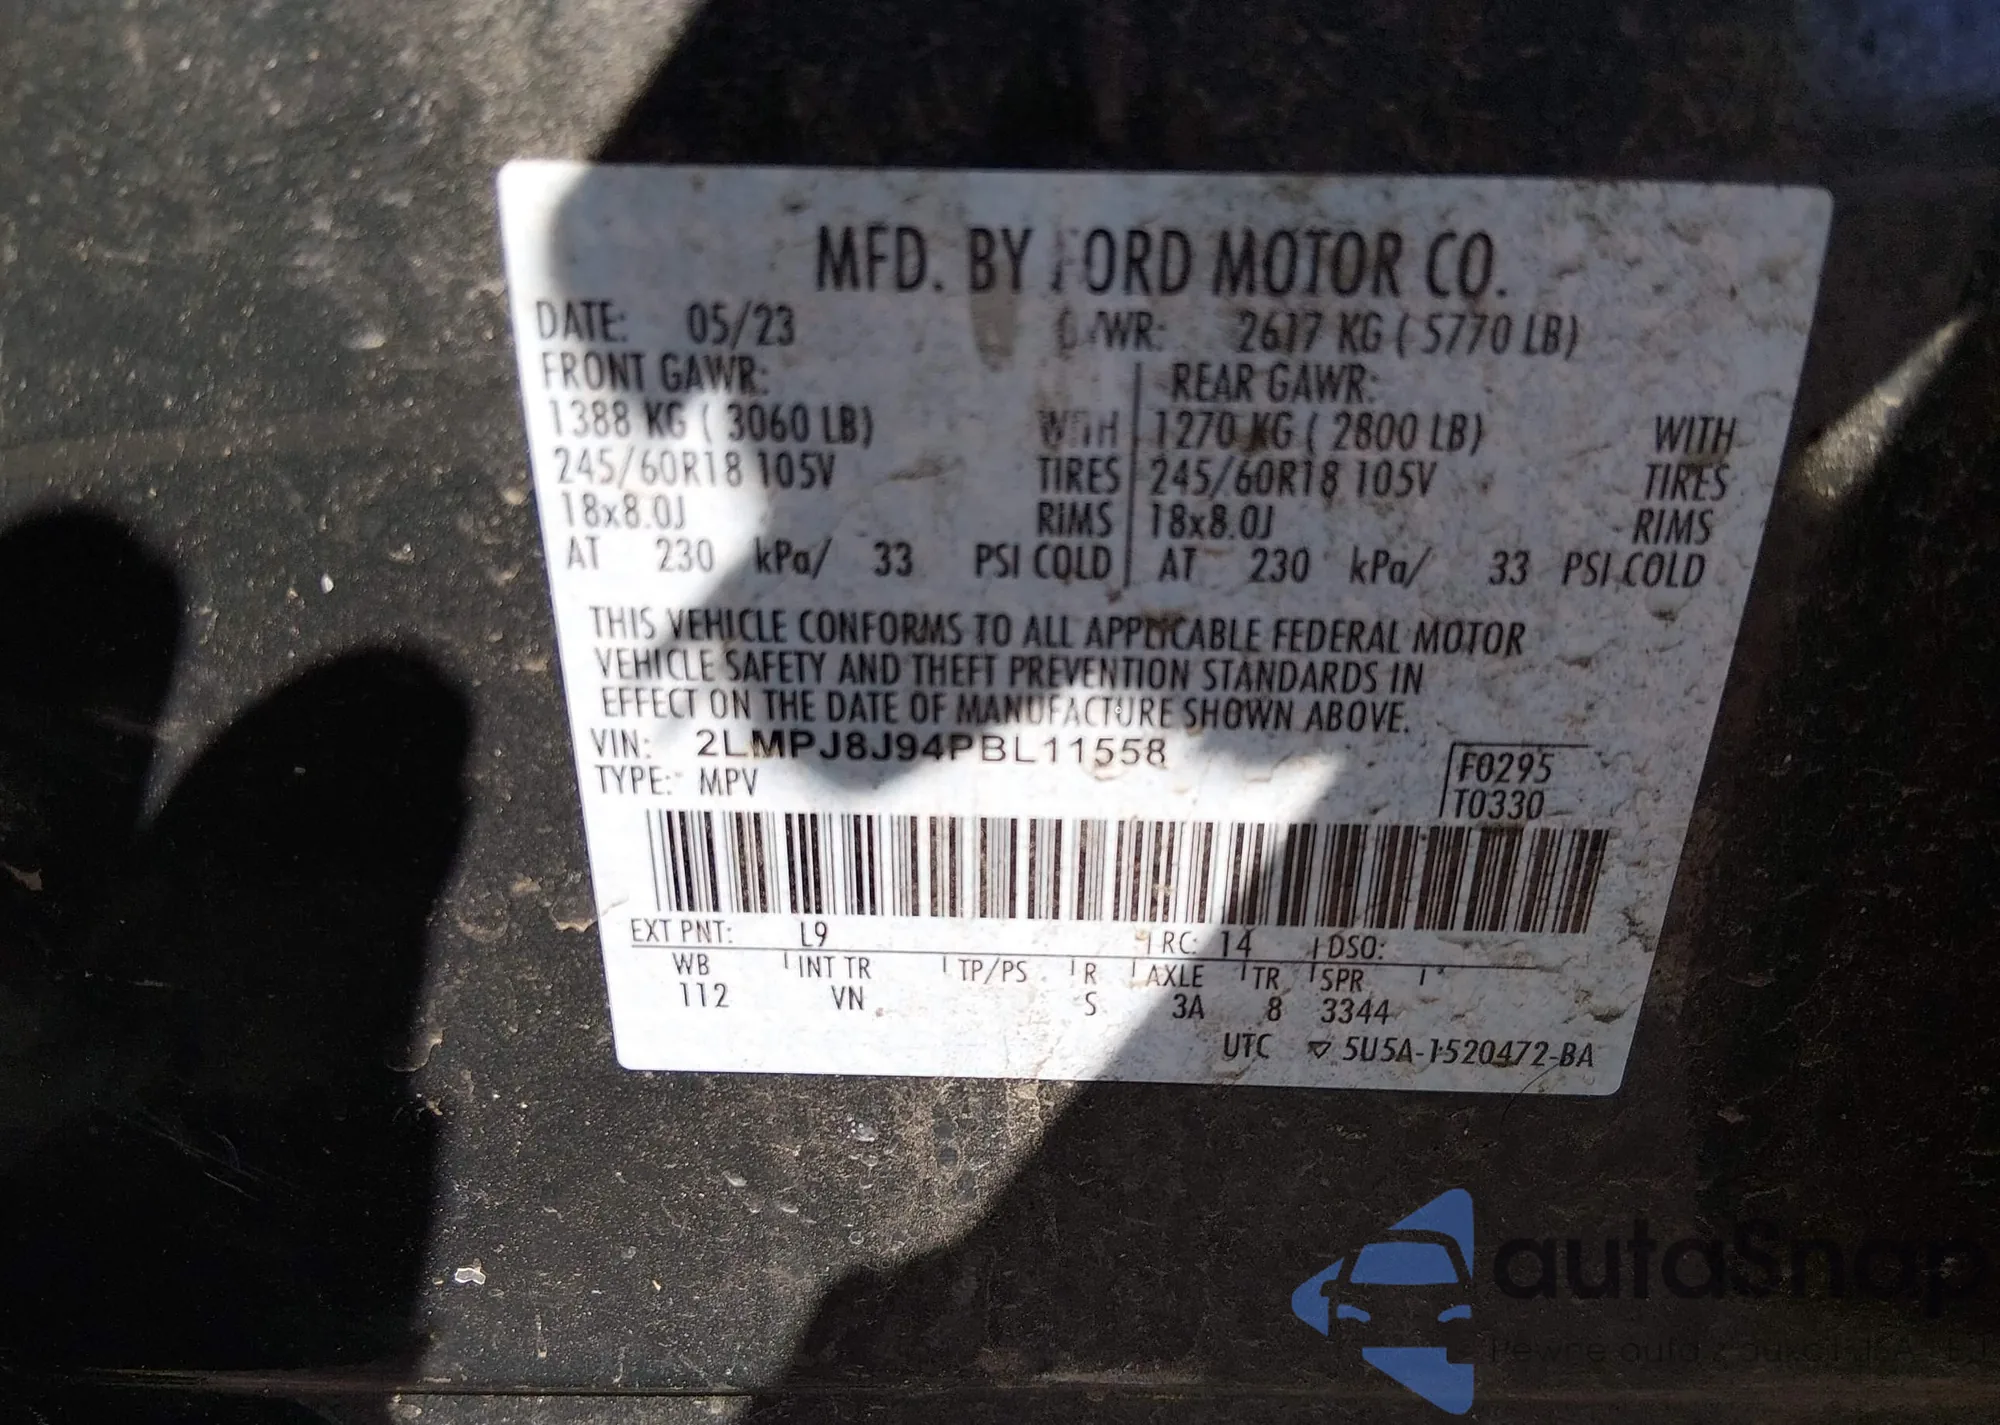 MFD. BY FORD MOTOR CO.
DATE: 05/23 GVWR: 2617 KG ( 5770 LB)
FRONT GAWR: REAR GAWR:
1388 KG ( 3060 LB) WITH 1270 KG ( 2800 LB) WITH
245/60R18 105V TIRES 245/60R18 105V TIRES
18x8.0J RIMS 18x8.0J RIMS
AT 230 kPa/ 33 PSI COLD AT 230 kPa/ 33 PSI COLD
THIS VEHICLE CONFORMS TO ALL APPLICABLE FEDERAL MOTOR
VEHICLE SAFETY AND THEFT PREVENTION STANDARDS IN
EFFECT ON THE DATE OF MANUFACTURE SHOWN ABOVE.
VIN: 2LMPJ8J94PBL11558
F0295
TYPE: MPV
T0330
EXT PNT: L9 RC: 14 DSO:
WB INT TR TP/PS R AXLE TR SPR
112 VN S 3A 8 3344
UTC 5U5A-1520472-BA
autaSnap
Pewne auta z